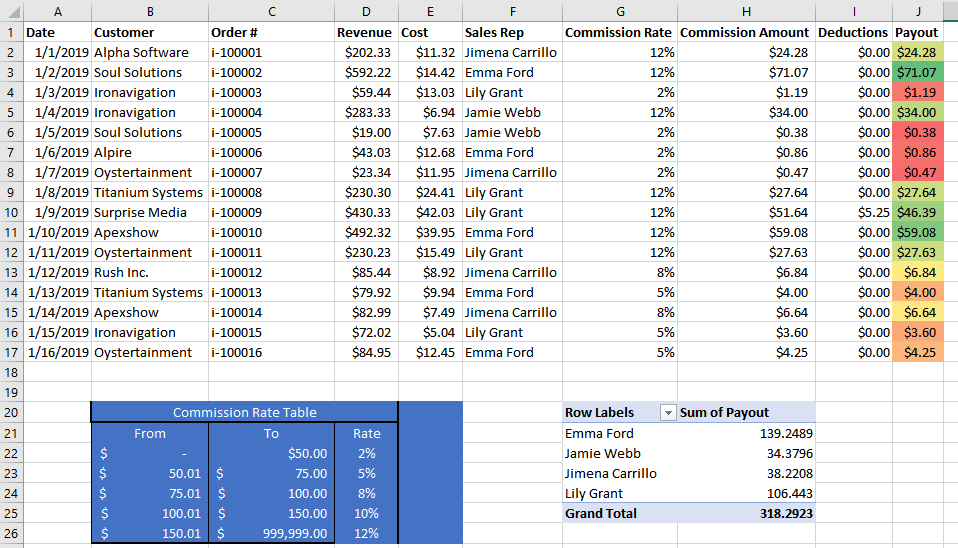 A B C D E F G H I J
1 Date Customer Order # Revenue Cost Sales Rep Commission Rate Commission Amount Deductions Payout
2 1/1/2019 Alpha Software i-100001 $202.33 $11.32 Jimena Carrillo 12% $24.28 $0.00 $24.28
3 1/2/2019 Soul Solutions i-100002 $592.22 $14.42 Emma Ford 12% $71.07 $0.00 $71.07
4 1/3/2019 Ironavigation i-100003 $59.44 $13.03 Lily Grant 2% $1.19 $0.00 $1.19
5 1/4/2019 Ironavigation i-100004 $283.33 $6.94 Jamie Webb 12% $34.00 $0.00 $34.00
6 1/5/2019 Soul Solutions i-100005 $19.00 $7.63 Jamie Webb 2% $0.38 $0.00 $0.38
7 1/6/2019 Alpire i-100006 $43.03 $12.68 Emma Ford 2% $0.86 $0.00 $0.86
8 1/7/2019 Oystertainment i-100007 $23.34 $11.95 Jimena Carrillo 2% $0.47 $0.00 $0.47
9 1/8/2019 Titanium Systems i-100008 $230.30 $24.41 Lily Grant 12% $27.64 $0.00 $27.64
10 1/9/2019 Surprise Media i-100009 $430.33 $42.03 Lily Grant 12% $51.64 $5.25 $46.39
11 1/10/2019 Apexshow i-100010 $492.32 $39.95 Emma Ford 12% $59.08 $0.00 $59.08
12 1/11/2019 Oystertainment i-100011 $230.23 $15.49 Lily Grant 12% $27.63 $0.00 $27.63
13 1/12/2019 Rush Inc. i-100012 $85.44 $8.92 Jimena Carrillo 8% $6.84 $0.00 $6.84
14 1/13/2019 Titanium Systems i-100013 $79.92 $9.94 Emma Ford 5% $4.00 $0.00 $4.00
15 1/14/2019 Apexshow i-100014 $82.99 $7.49 Jimena Carrillo 8% $6.64 $0.00 $6.64
16 1/15/2019 Ironavigation i-100015 $72.02 $5.04 Lily Grant 5% $3.60 $0.00 $3.60
17 1/16/2019 Oystertainment i-100016 $84.95 $12.45 Emma Ford 5% $4.25 $0.00 $4.25
18
19
20 Commission Rate Table Row Labels Sum of Payout
21 From To Rate Emma Ford 139.2489
22 $ - $50.00 2% Jamie Webb 34.3796
23 $ 50.01 $ 75.00 5% Jimena Carrillo 38.2208
24 $ 75.01 $ 100.00 8% Lily Grant 106.443
25 $ 100.01 $ 150.00 10% Grand Total 318.2923
26 $ 150.01 $ 999,999.00 12%